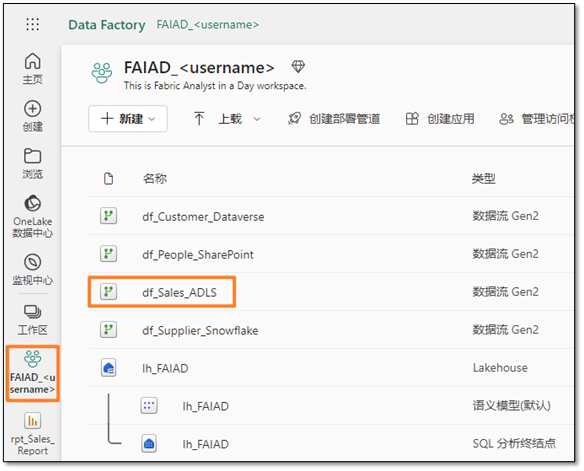 Data Factory FAIAD_<username>
FAIAD_<username>
This is Fabric Analyst in a Day workspace.
新建
上载
创建部署管道
创建应用
管理访问
名称
类型
df_Customer_Dataverse
数据流 Gen2
df_People_SharePoint
数据流 Gen2
df_Sales_ADLS
数据流 Gen2
df_Supplier_Snowflake
数据流 Gen2
lh_FAIAD
Lakehouse
lh_FAIAD
语义模型(默认)
lh_FAIAD
SQL 分析终结点
主页
创建
浏览
OneLake
数据中心
监视中心
工作区
FAIAD_<u
sername>
rpt_Sales_
Report